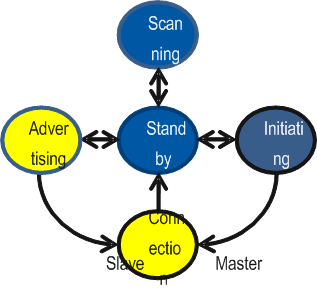 Scan
ning
Adver
tising
Stand
by
Initiati
ng
Conn
ectio
n
Slave
Master